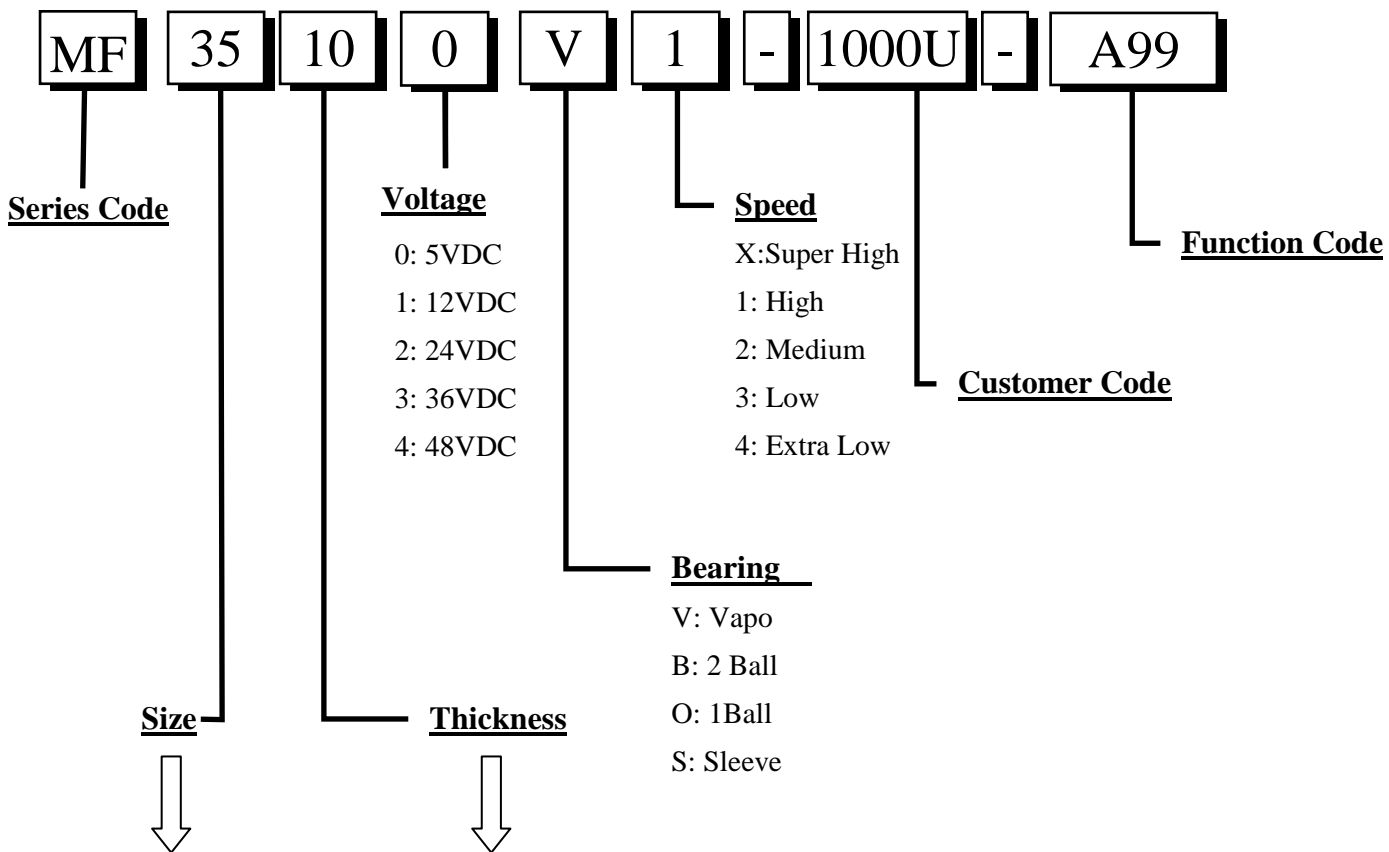 MF 35 10 0 V 1 - 1000U - A99
Series Code
Voltage
0: 5VDC
1: 12VDC
2: 24VDC
3: 36VDC
4: 48VDC
Speed
X:Super High
1: High
2: Medium
3: Low
4: Extra Low
Function Code
Customer Code
Bearing
V: Vapo
B: 2 Ball
O: 1Ball
S: Sleeve
Size
Thickness